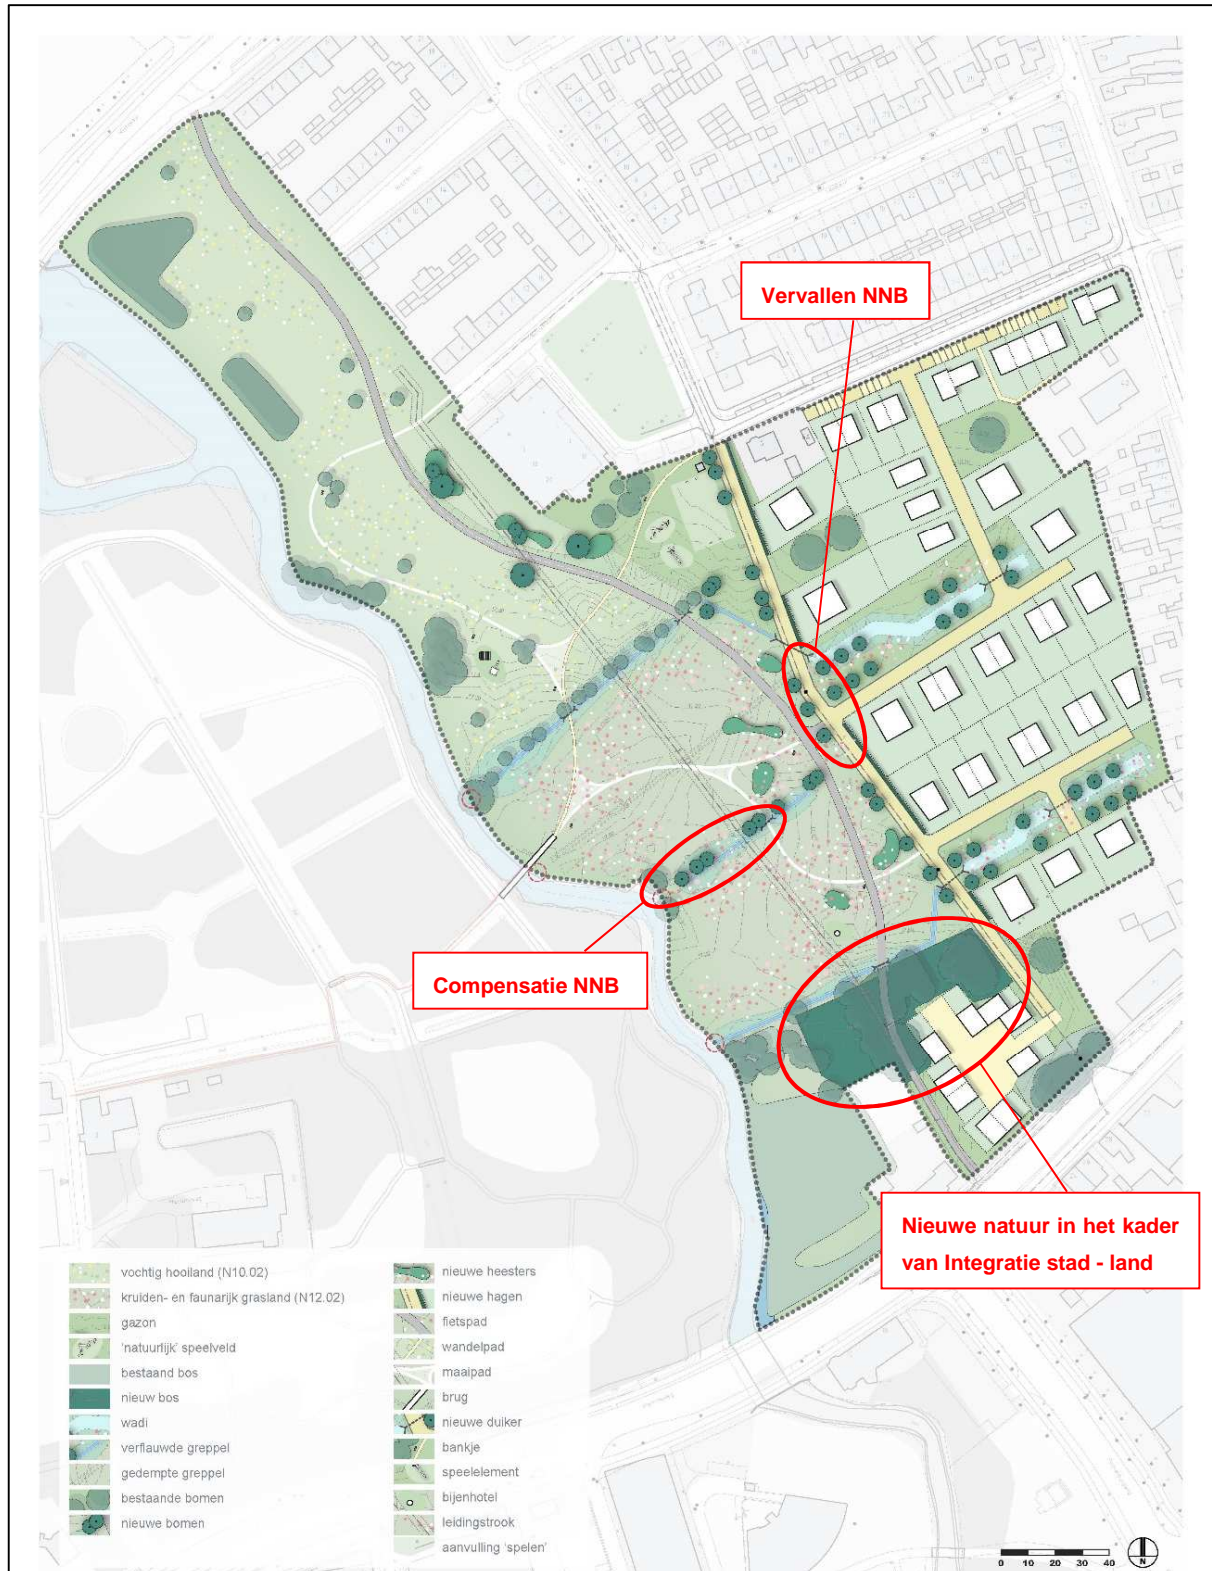 Vervallen NNB
Compensatie NNB
Nieuwe natuur in het kader
van Integratie stad - land
vochtig hooiland (N10.02)
kruiden- en faunarijk grasland (N12.02)
gazon
'natuurlijk' speelveld
bestaand bos
nieuw bos
wadi
verflauwde greppel
gedempte greppel
bestaande bomen
nieuwe bomen
nieuwe heesters
nieuwe hagen
fietspad
wandelpad
maaipad
brug
nieuwe duiker
bankje
speelelement
bijenhotel
leidingstrook
aanvulling 'spelen'
0 10 20 30 40
N